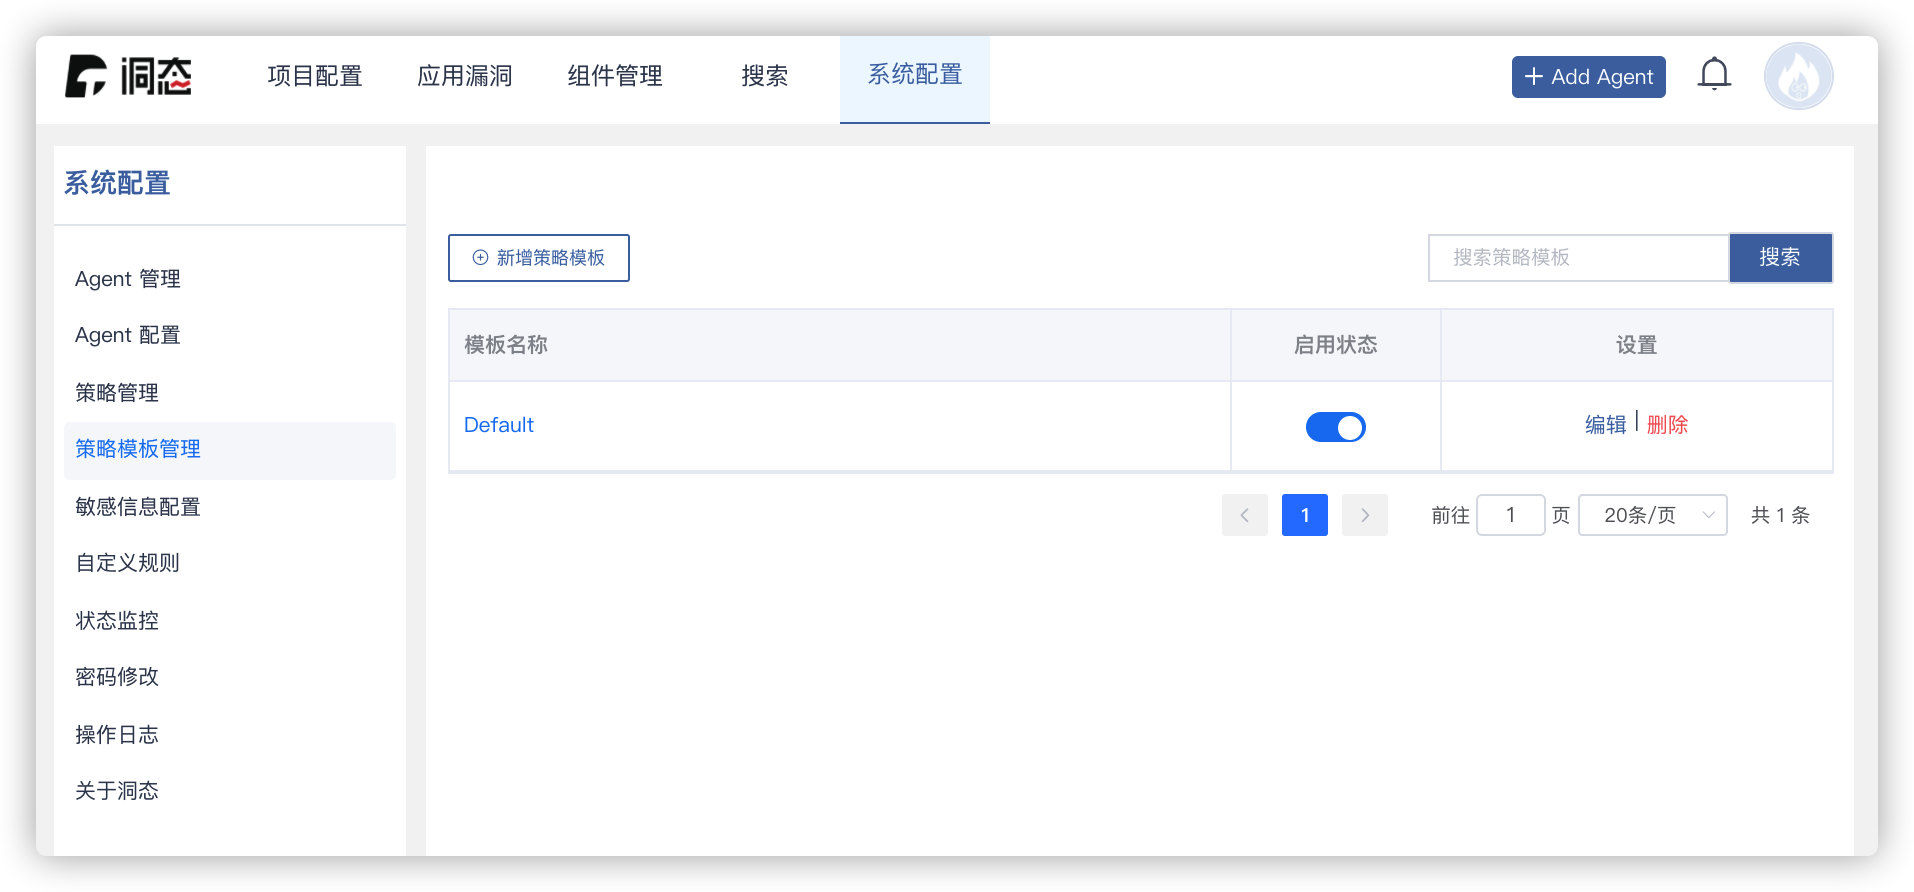 洞态
项目配置
应用漏洞
组件管理
搜索
系统配置
+ Add Agent
系统配置
Agent 管理
Agent 配置
策略管理
策略模板管理
敏感信息配置
自定义规则
状态监控
密码修改
操作日志
关于洞态
新增策略模板
搜索策略模板
搜索
模板名称
启用状态
设置
Default
编辑 | 删除
1
前往 1 页
20条/页
共 1 条